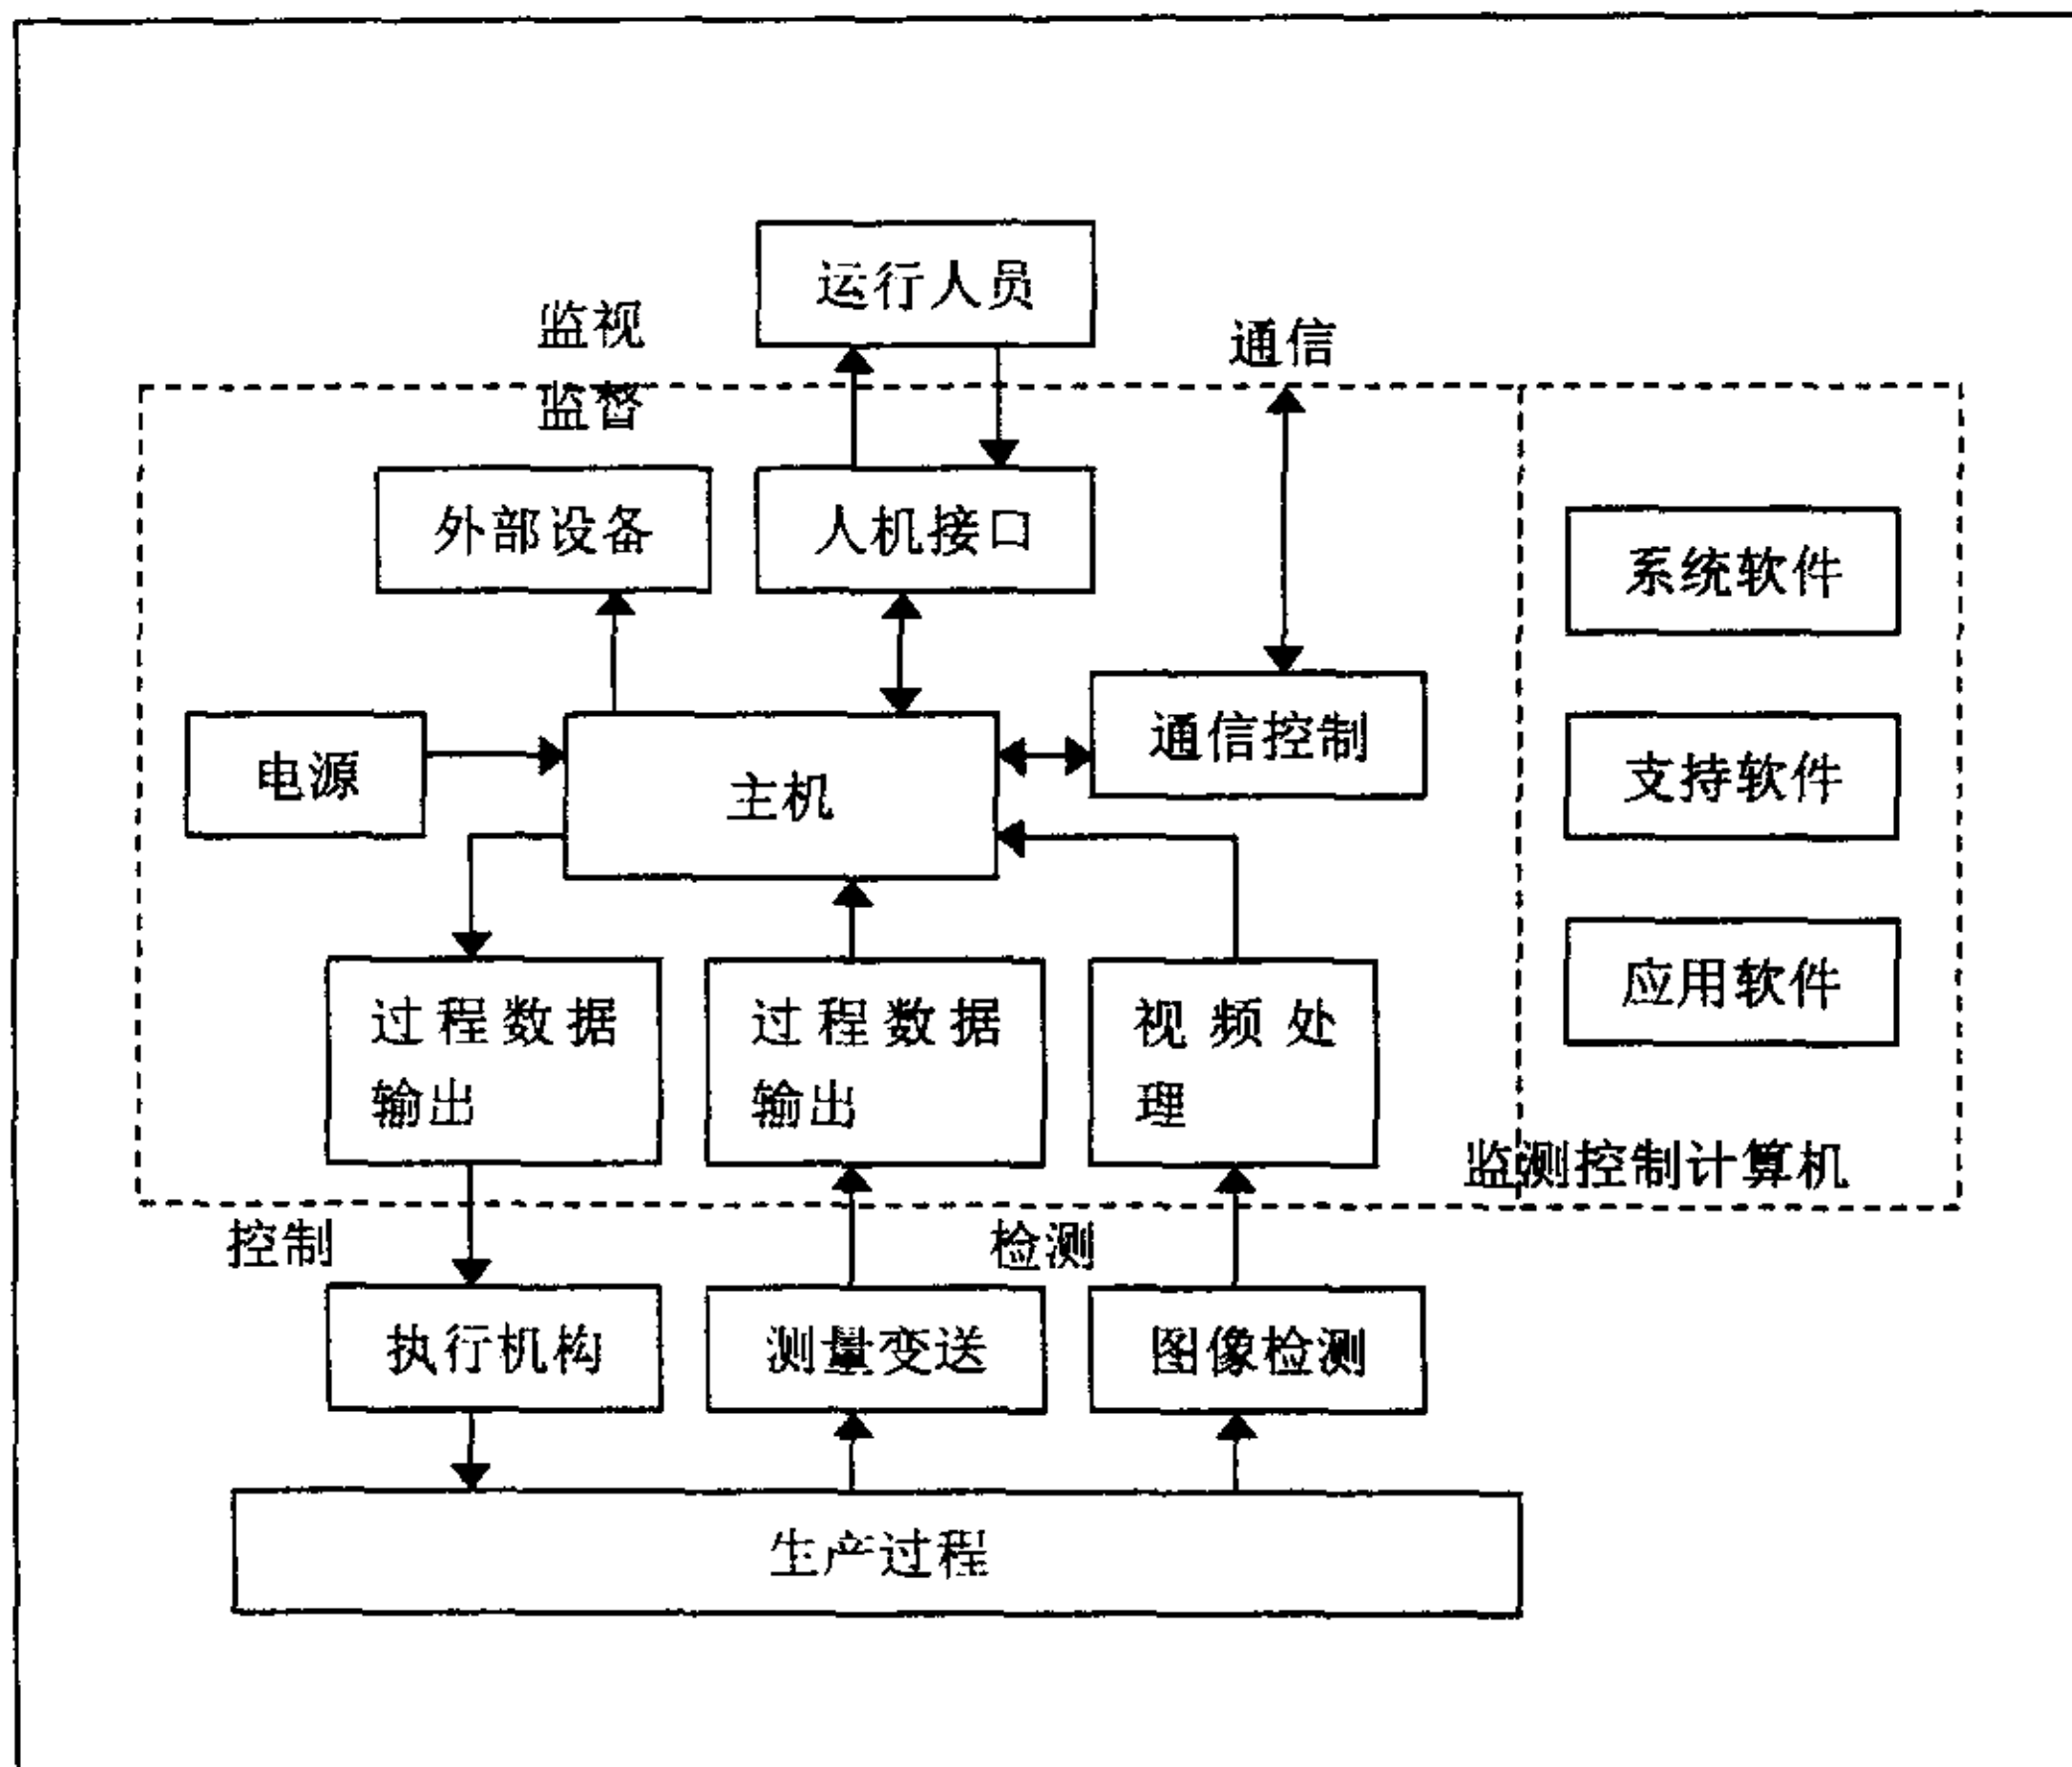 运行人员
监视
通信
监督
外部设备
人机接口
系统软件
通信控制
电源
主机
支持软件
应用软件
过程数据
输出
过程数据
输出
视频处
理
监测控制计算机
控制
检测
执行机构
测量变送
图像检测
生产过程